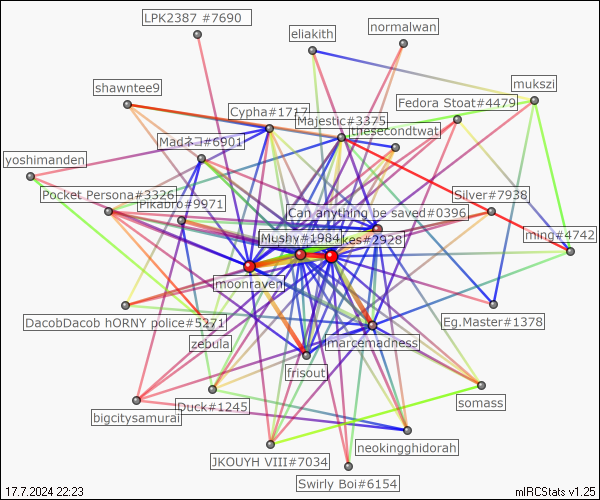 LPK2387 #7690
normalwan
eliakith
shawntee9
mukszi
Fedora Stoat#4479
Cypha#1717
Majestic#3375
thesecondtwat
Madネコ#6901
yoshimanden
Pocket Persona#3326
Silver#7938
Pikabro#9971
Can anything be saved#0396
ming#4742
Mushy#1984
kes#2928
moonraven
DacobDacob hORNY police#5271
Eg.Master#1378
zebula
marcemadness
frisout
somass
Duck#1245
bigcitysamurai
neokingghidorah
JKOUYH VIII#7034
Swirly Boi#6154
17.7.2024 22:23
mIRCStats v1.25